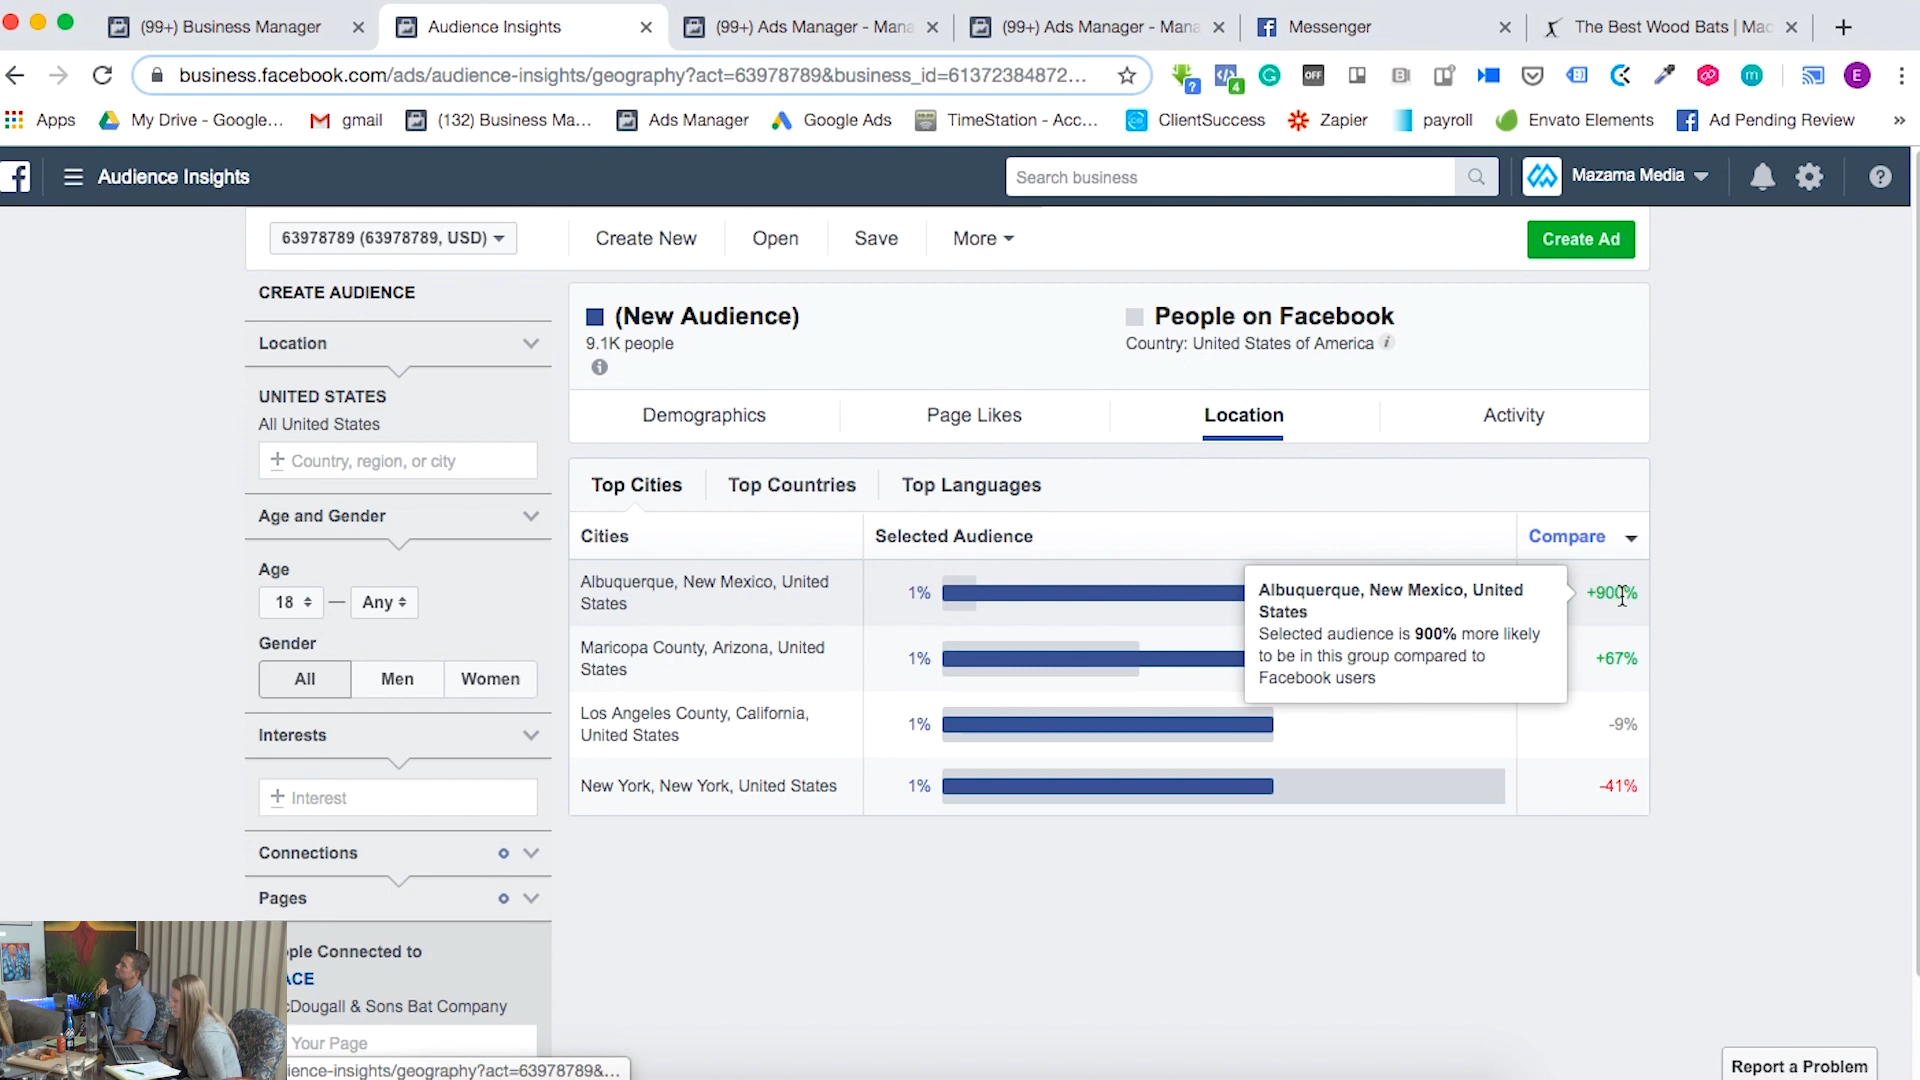 (99+) Business Manager
Audience Insights
(99+) Ads Manager - Mana
(99+) Ads Manager - Mana
Messenger
The Best Wood Bats | Mac
business.facebook.com/ads/audience-insights/geography?act=63978789&business_id=61372384872...
?
4
OFF
m
E
Apps
My Drive - Google...
gmail
(132) Business Ma...
Ads Manager
Google Ads
TimeStation - Acc...
ClientSuccess
Zapier
payroll
Envato Elements
Ad Pending Review
»
Audience Insights
Search business
Mazama Media
63978789 (63978789, USD)
Create New
Open
Save
More
Create Ad
CREATE AUDIENCE
Location
UNITED STATES
All United States
+ Country, region, or city
Age and Gender
Age
18 — Any
Gender
All
Men
Women
Interests
+ Interest
Connections
Pages
ople Connected to
ACE
cDougall & Sons Bat Company
Your Page
ience-insights/geography?act=63978789&...
(New Audience)
9.1K people
People on Facebook
Country: United States of America
Demographics
Page Likes
Location
Activity
Top Cities
Top Countries
Top Languages
Cities
Selected Audience
Compare
Albuquerque, New Mexico, United
States
1%
+900%
Maricopa County, Arizona, United
States
1%
+67%
Los Angeles County, California,
United States
1%
-9%
New York, New York, United States
1%
-41%
Albuquerque, New Mexico, United
States
Selected audience is 900% more likely
to be in this group compared to
Facebook users
Report a Problem